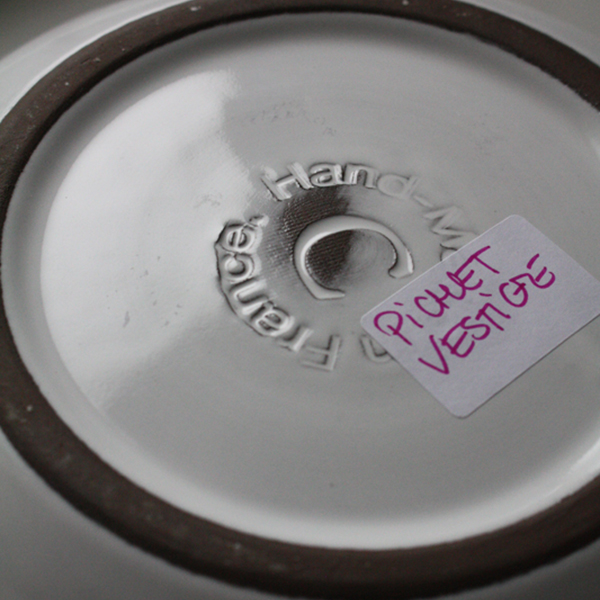 Hand-M
n France.
C
PICHET
VESTIGE